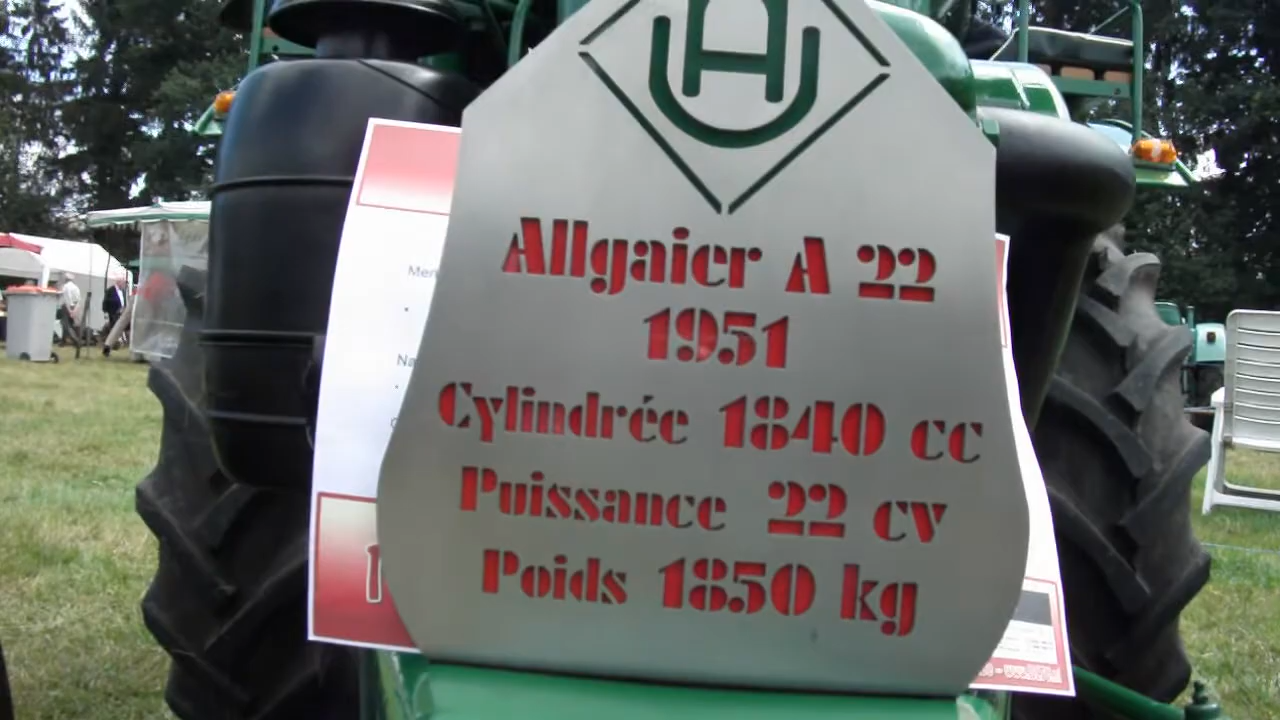 Allgaier A 22
1951
Cylindrée 1840 cc
Puissance 22 cv
Poids 1850 kg